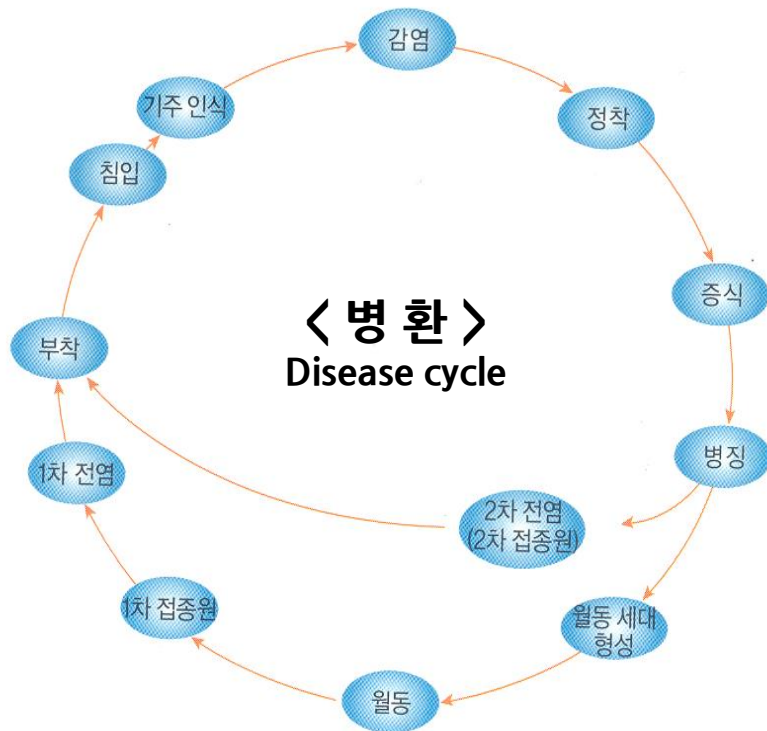 감염
기주 인식
정착
침입
증식
< 병 환 >
Disease cycle
부착
병징
1차 전염
2차 전염
(2차 접종원)
1차 접종원
월동 세대
형성
월동